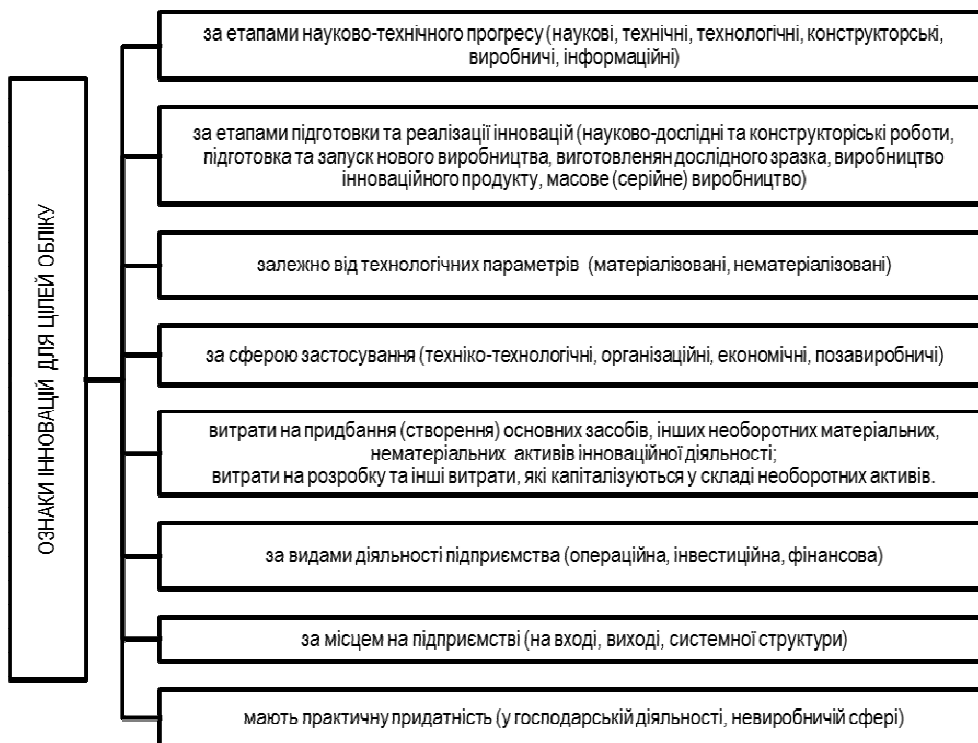 ОЗНАКИ ІННОВАЦІЙ ДЛЯ ЦІЛЕЙ ОБЛІКУ
за етапами науково-технічного прогресу (наукові, технічні, технологічні, конструкторські,
виробничі, інформаційні)
за етапами підготовки та реалізації інновацій (науково-дослідні та конструкторіські роботи,
підготовка та запуск нового виробництва, виготовленян дослідного зразка, виробництво
інноваційного продукту, масове (серійне) виробництво)
залежно від технологічних параметрів (матеріалізовані, нематеріалізовані)
за сферою застосування (техніко-технологічні, організаційні, економічні, позавиробничі)
витрати на придбання (створення) основних засобів, інших необоротних матеріальних,
нематеріальних активів інноваційної діяльності;
витрати на розробку та інші витрати, які капіталізуються у складі необоротних активів.
за видами діяльності підприємства (операційна, інвестиційна, фінансова)
за місцем на підприємстві (на вході, виході, системної структури)
мають практичну придатність (у господарській діяльності, невиробничій сфері)